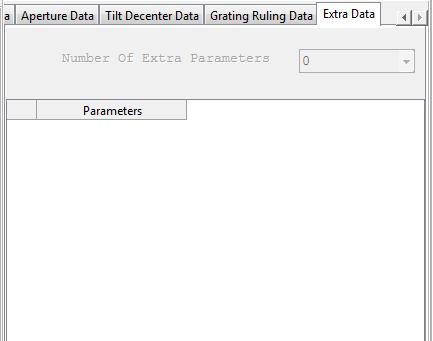 a Aperture Data Tilt Decenter Data Grating Ruling Data Extra Data
Number Of Extra Parameters 0
Parameters